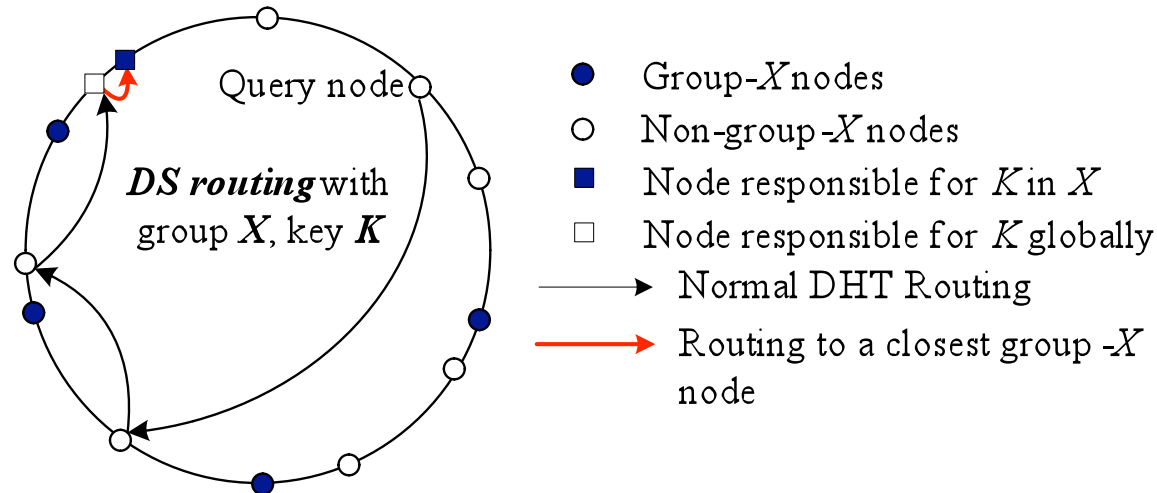 Query node
DS routing with
group X, key K
Group-X nodes
Non-group-X nodes
Node responsible for K in X
Node responsible for K globally
Normal DHT Routing
Routing to a closest group -X
node